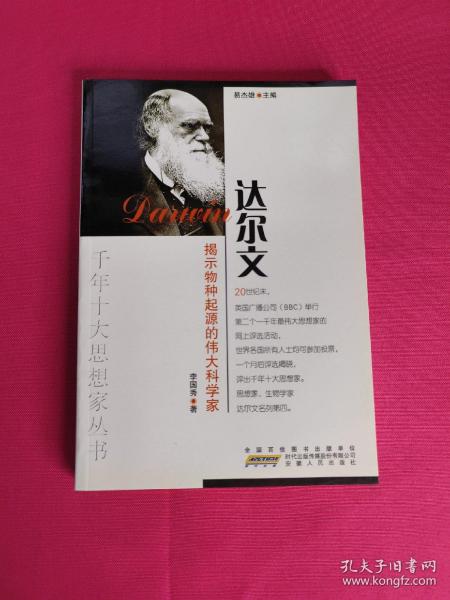 易杰雄●主编
Darwin
达尔文
揭示物种起源的伟大科学家
李国秀●著
千年十大思想家丛书
20世纪末,
英国广播公司(BBC)举行
第二个一千年最伟大思想家的
网上评选活动,
世界各国所有人士均可参加投票,
一个月后评选揭晓,
评出千年十大思想家。
思想家、生物学家
达尔文名列第四。
全国百佳图书出版单位
时代出版传媒股份有限公司
安徽人民出版社
孔夫子旧书网
www.kongfz.com